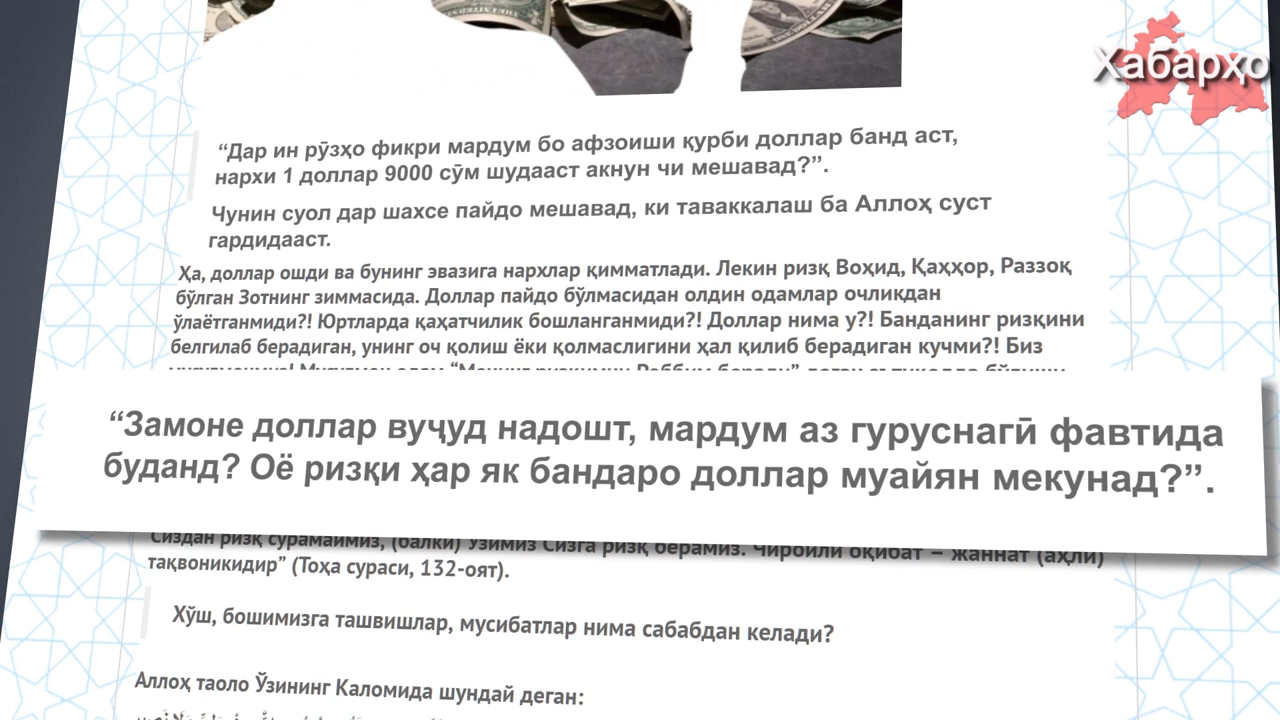 Хабарҳо
“Дар ин рӯзҳо фикри мардум бо афзоиши қурби доллар банд аст,
нархи 1 доллар 9000 сӯм шудааст акнун чи мешавад?”.
Чунин суол дар шахсе пайдо мешавад, ки таваккалаш ба Аллоҳ суст
гардидааст.
Ҳа, доллар ошди ва бунинг эвазига нархлар қимматлади. Лекин ризқ Воҳид, Қаҳҳор, Раззоқ
бўлган Зотнинг зиммасида. Доллар пайдо бўлмасидан олдин одамлар очликдан
ўлаётганмиди?! Юртларда қаҳатчилик бошланганмиди?! Доллар нима у?! Банданинг ризқини
белгилаб берадиган, унинг оч қолиш ёки қолмаслигини ҳал қилиб берадиган кучми?! Биз
“Замоне доллар вуҷуд надошт, мардум аз гуруснагӣ фавтида
буданд? Оё ризқи ҳар як бандаро доллар муайян мекунад?”.
Сиздан ризқ сурамаймиз, (балки) Ўзимиз Сизга ризқ берамиз. Чиройли оқибат – жаннат (аҳли)
тақвоникидир” (Тоҳа сураси, 132-оят).
Хўш, бошимизга ташвишлар, мусибатлар нима сабабдан келади?
Аллоҳ таоло Ўзининг Каломида шундай деган: